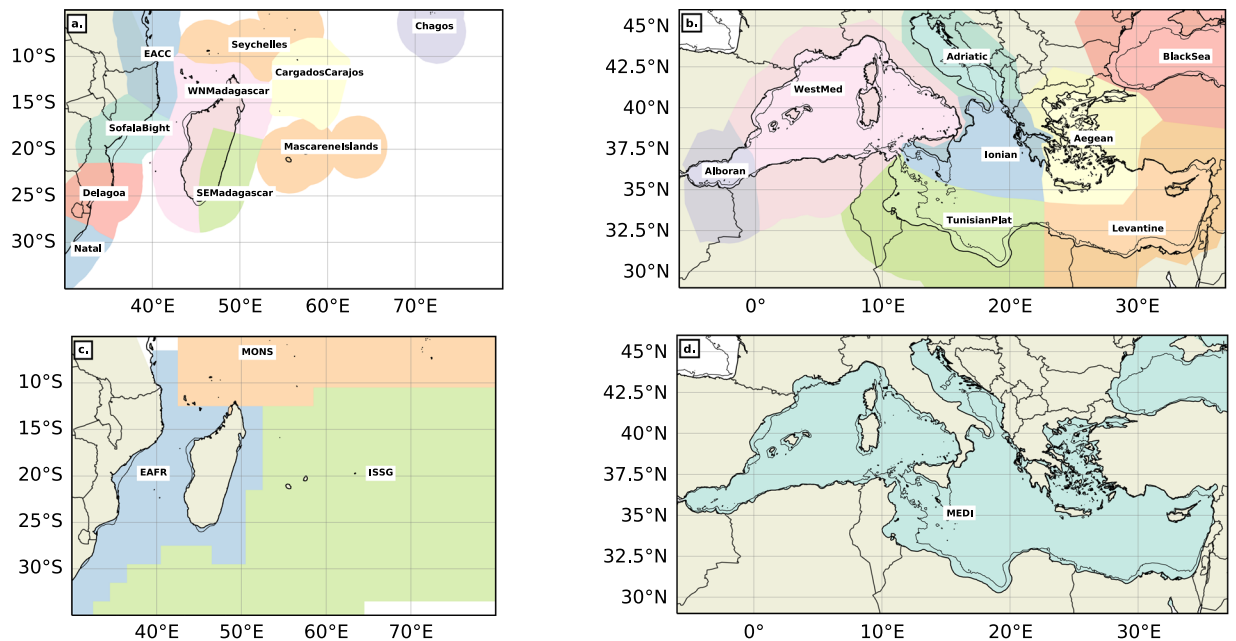 a.
Chagos
Seychelles
EACC
CargadosCarajos
WNMadagascar
SofalaBight
MascareneIslands
Delagoa
SEMadagascar
Natal
10°S
15°S
20°S
25°S
30°S
40°E
50°E
60°E
70°E
b.
Adriatic
BlackSea
WestMed
Aegean
Ionian
Alboran
TunisianPlat
Levantine
45°N
42.5°N
40°N
37.5°N
35°N
32.5°N
30°N
0°
10°E
20°E
30°E
c.
MONS
EAFR
ISSG
10°S
15°S
20°S
25°S
30°S
40°E
50°E
60°E
70°E
d.
MEDI
45°N
42.5°N
40°N
37.5°N
35°N
32.5°N
30°N
0°
10°E
20°E
30°E